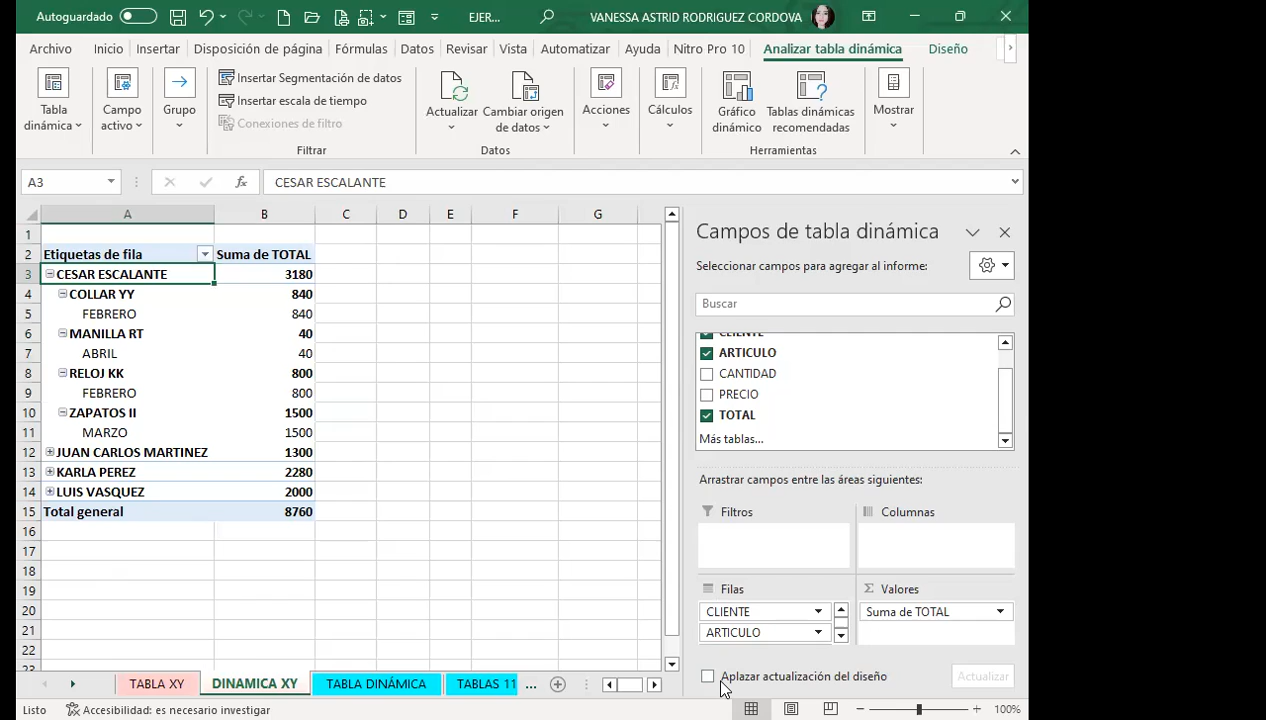 Autoguardado
EJER...
VANESSA ASTRID RODRIGUEZ CORDOVA
Archivo Inicio Insertar Disposición de página Fórmulas Datos Revisar Vista Automatizar Ayuda Nitro Pro 10 Analizar tabla dinámica Diseño
Tabla dinámica
Campo activo
Grupo
Insertar Segmentación de datos
Insertar escala de tiempo
Conexiones de filtro
Filtrar
Actualizar
Cambiar origen de datos
Datos
Acciones
Cálculos
Gráfico dinámico
Tablas dinámicas recomendadas
Herramientas
Mostrar
A3
fx
CESAR ESCALANTE
A B C D E F G
1
2 Etiquetas de fila Suma de TOTAL
3 CESAR ESCALANTE 3180
4 COLLAR YY 840
5 FEBRERO 840
6 MANILLA RT 40
7 ABRIL 40
8 RELOJ KK 800
9 FEBRERO 800
10 ZAPATOS II 1500
11 MARZO 1500
12 JUAN CARLOS MARTINEZ 1300
13 KARLA PEREZ 2280
14 LUIS VASQUEZ 2000
15 Total general 8760
16
17
18
19
20
21
22
23
Campos de tabla dinámica
Seleccionar campos para agregar al informe:
Buscar
CLIENTE
ARTICULO
CANTIDAD
PRECIO
TOTAL
Más tablas...
Arrastrar campos entre las áreas siguientes:
Filtros
Columnas
Filas
Σ Valores
CLIENTE
Suma de TOTAL
ARTICULO
Aplazar actualización del diseño
Actualizar
TABLA XY DINAMICA XY TABLA DINÁMICA TABLAS 11 ...
Listo
Accesibilidad: es necesario investigar
100%